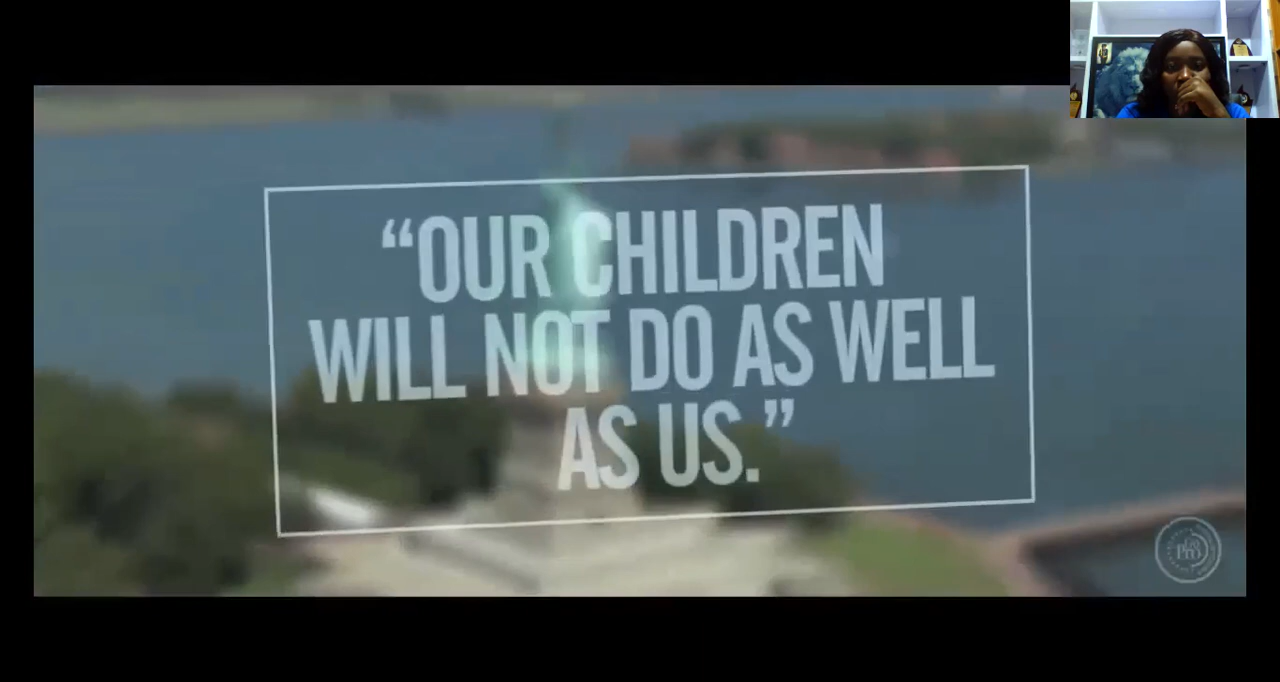 “OUR CHILDREN
WILL NOT DO AS WELL
AS US.”